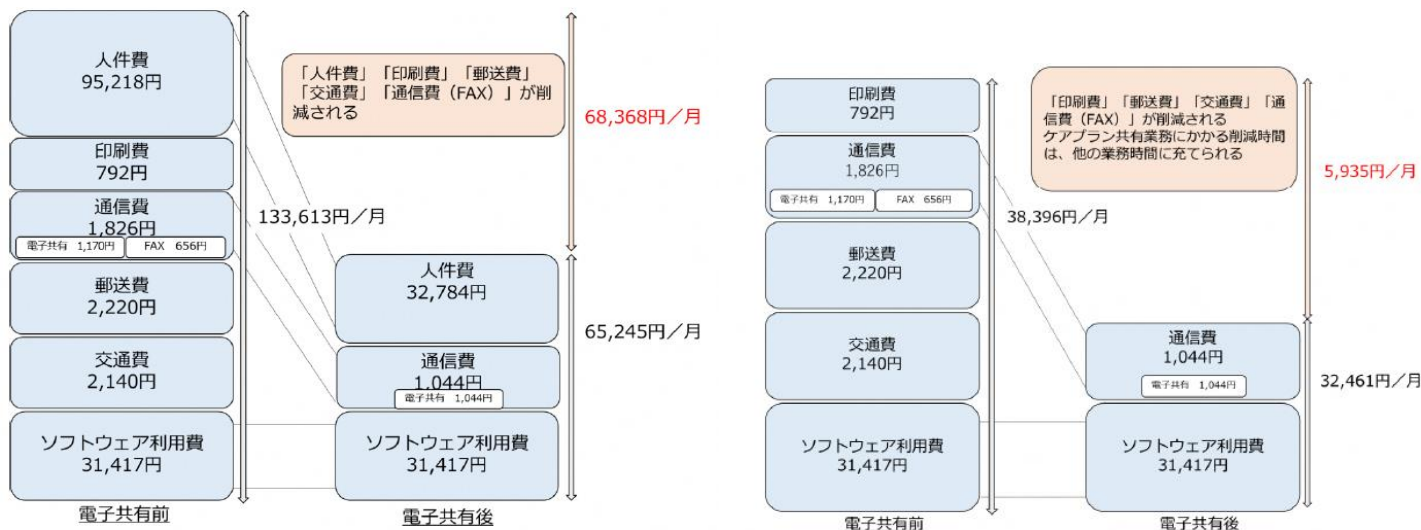 人件費
95,218円
印刷費
792円
通信費
1,826円
電子共有 1,170円
FAX 656円
郵送費
2,220円
交通費
2,140円
ソフトウェア利用費
31,417円
電子共有前
133,613円／月
「人件費」「印刷費」「郵送費」
「交通費」「通信費（FAX）」が削
減される
68,368円／月
人件費
32,784円
通信費
1,044円
電子共有 1,044円
ソフトウェア利用費
31,417円
電子共有後
65,245円／月
印刷費
792円
通信費
1,826円
電子共有 1,170円
FAX 656円
郵送費
2,220円
交通費
2,140円
ソフトウェア利用費
31,417円
電子共有前
38,396円／月
「印刷費」「郵送費」「交通費」「通
信費（FAX）」が削減される
ケアプラン共有業務にかかる削減時間
は、他の業務時間に充てられる
5,935円／月
通信費
1,044円
電子共有 1,044円
ソフトウェア利用費
31,417円
電子共有後
32,461円／月